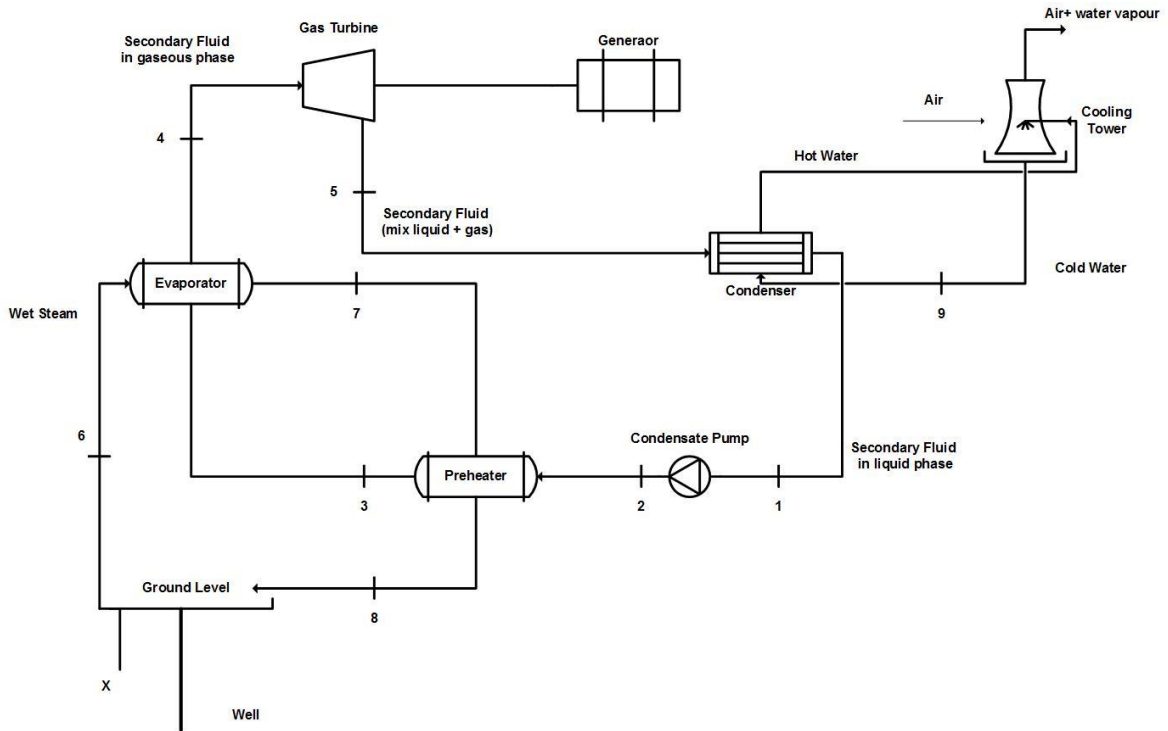 Air+ water vapour
Gas Turbine
Secondary Fluid
in gaseous phase
Generaor
Air
Cooling
Tower
4
Hot Water
5
Secondary Fluid
(mix liquid + gas)
Evaporator
Condenser
Cold Water
Wet Steam
7
9
6
Condensate Pump
Secondary Fluid
in liquid phase
Preheater
3
2
1
Ground Level
8
X
Well